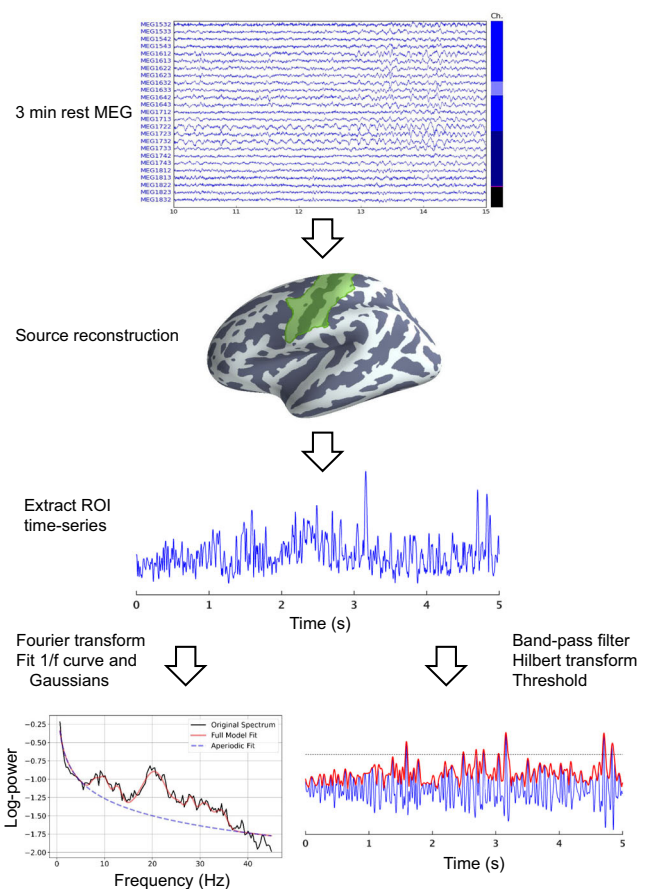 Ch.
MEG1532
MEG1533
MEG1542
MEG1543
MEG1612
MEG1613
MEG1622
MEG1623
MEG1632
MEG1633
MEG1642
MEG1643
MEG1712
MEG1713
MEG1722
MEG1723
MEG1732
MEG1733
MEG1742
MEG1743
MEG1812
MEG1813
MEG1822
MEG1823
MEG1832
10 11 12 13 14 15
3 min rest MEG
Source reconstruction
Extract ROI
time-series
0 1 2 3 4 5
Time (s)
Fourier transform
Fit 1/f curve and
Gaussians
Band-pass filter
Hilbert transform
Threshold
Log-power
−0.25
−0.50
−0.75
−1.00
−1.25
−1.50
−1.75
−2.00
Original Spectrum
Full Model Fit
Aperiodic Fit
0 10 20 30 40
Frequency (Hz)
0 1 2 3 4 5
Time (s)